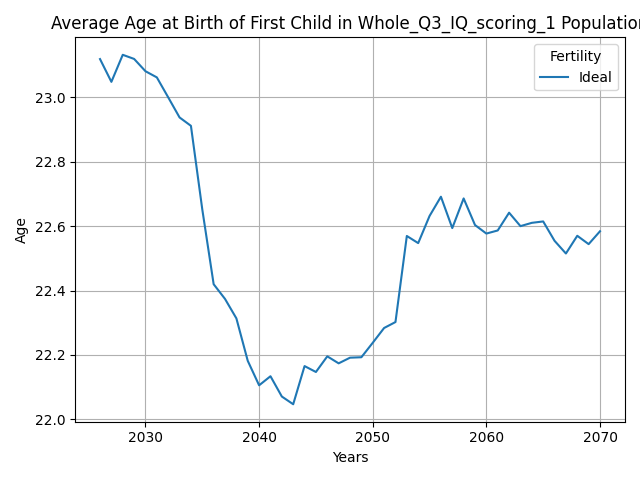 Average Age at Birth of First Child in Whole_Q3_IQ_scoring_1 Population
Fertility
Ideal
Age
23.0
22.8
22.6
22.4
22.2
22.0
2030 2040 2050 2060 2070
Years